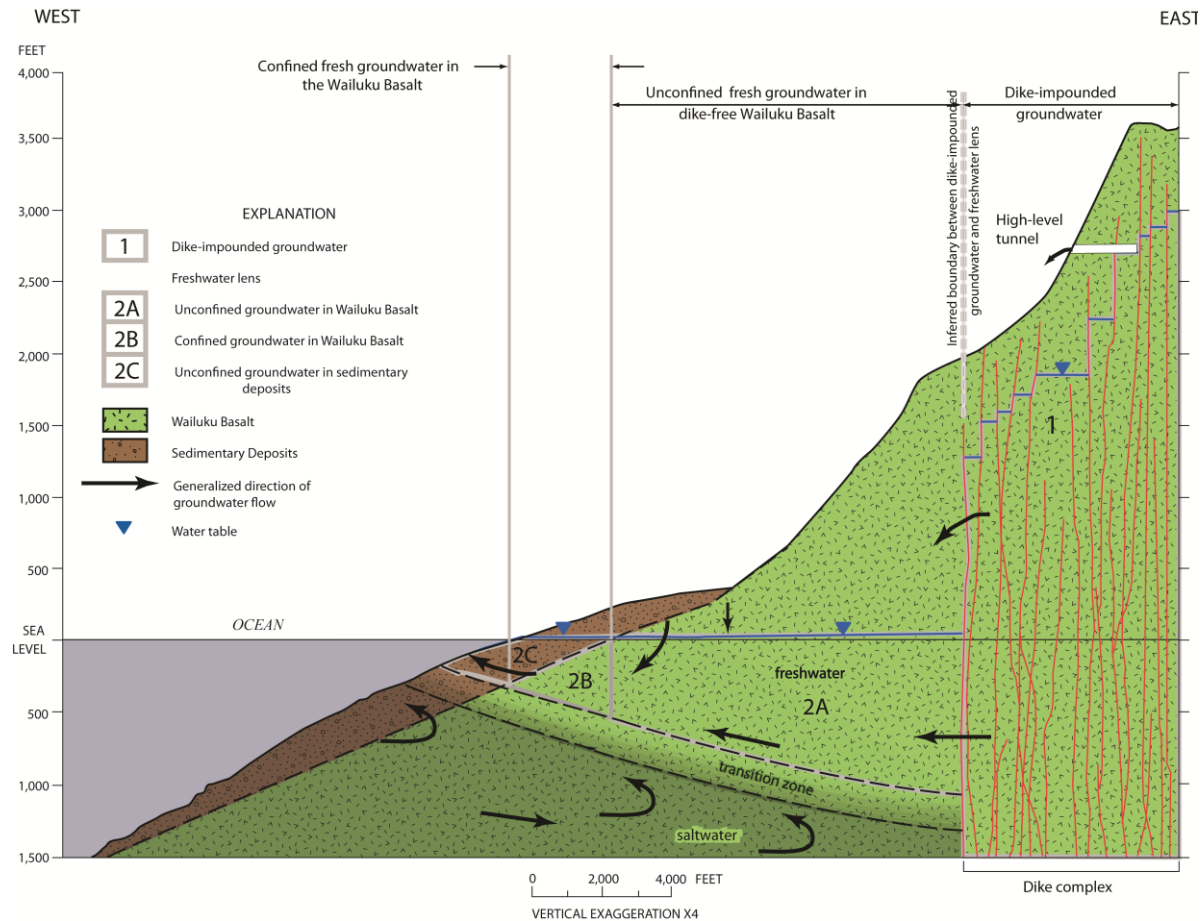 WEST
EAST
FEET
4,000
3,500
3,000
2,500
2,000
1,500
1,000
500
SEA
LEVEL
500
1,000
1,500
Confined fresh groundwater in
the Wailuku Basalt
Unconfined fresh groundwater in
dike-free Wailuku Basalt
Dike-impounded
groundwater
Inferred boundary between dike-impounded
groundwater and freshwater lens
High-level
tunnel
EXPLANATION
1 Dike-impounded groundwater
Freshwater lens
2A Unconfined groundwater in Wailuku Basalt
2B Confined groundwater in Wailuku Basalt
2C Unconfined groundwater in sedimentary
deposits
Wailuku Basalt
Sedimentary Deposits
Generalized direction of
groundwater flow
Water table
1
OCEAN
2C
2B
freshwater
2A
transition zone
saltwater
0 2,000 4,000 FEET
VERTICAL EXAGGERATION X4
Dike complex